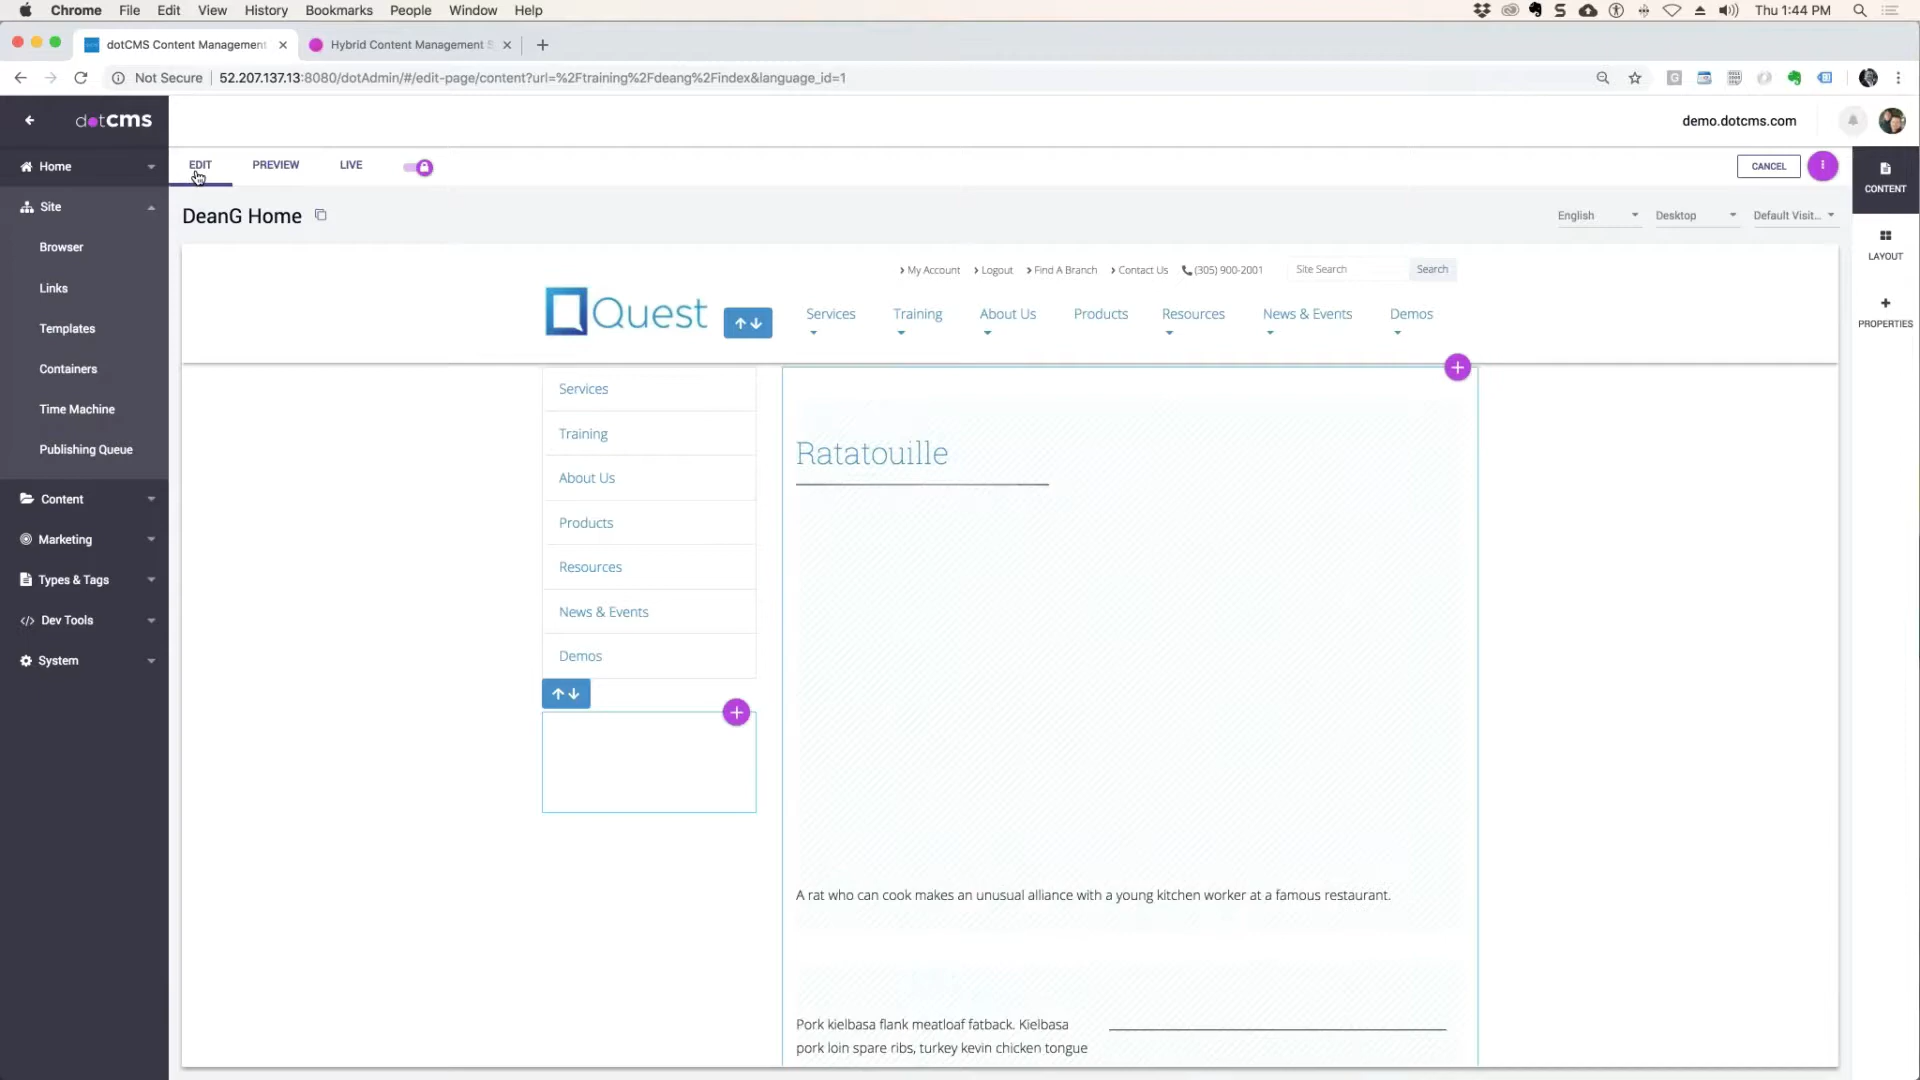 Chrome File Edit View History Bookmarks People Window Help Thu 1:44 PM
dotCMS Content Management Hybrid Content Management S
Not Secure 52.207.137.13:8080/dotAdmin/#/edit-page/content?url=%2Ftraining%2Fdeang%2Findex&language_id=1
dotCMS demo.dotcms.com
Home EDIT PREVIEW LIVE CANCEL
CONTENT
Site
DeanG Home English Desktop Default Visit...
Browser
LAYOUT
My Account Logout Find A Branch Contact Us (305) 900-2001 Site Search Search
Links
Quest Services Training About Us Products Resources News & Events Demos
PROPERTIES
Templates
Containers
Time Machine
Publishing Queue
Content
Marketing
Types & Tags
Dev Tools
System
Services
Training
About Us
Products
Resources
News & Events
Demos
Ratatouille
A rat who can cook makes an unusual alliance with a young kitchen worker at a famous restaurant.
Pork kielbasa flank meatloaf fatback. Kielbasa
pork loin spare ribs, turkey kevin chicken tongue